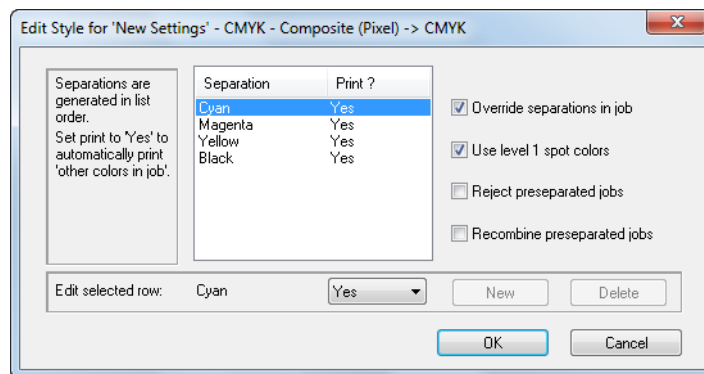 Edit Style for 'New Settings' - CMYK - Composite (Pixel) -> CMYK
Separations are
generated in list
order.
Set print to 'Yes' to
automatically print
'other colors in job'.
Separation Print ?
Cyan Yes
Magenta Yes
Yellow Yes
Black Yes
Override separations in job
Use level 1 spot colors
Reject preseparated jobs
Recombine preseparated jobs
Edit selected row: Cyan Yes New Delete
OK Cancel